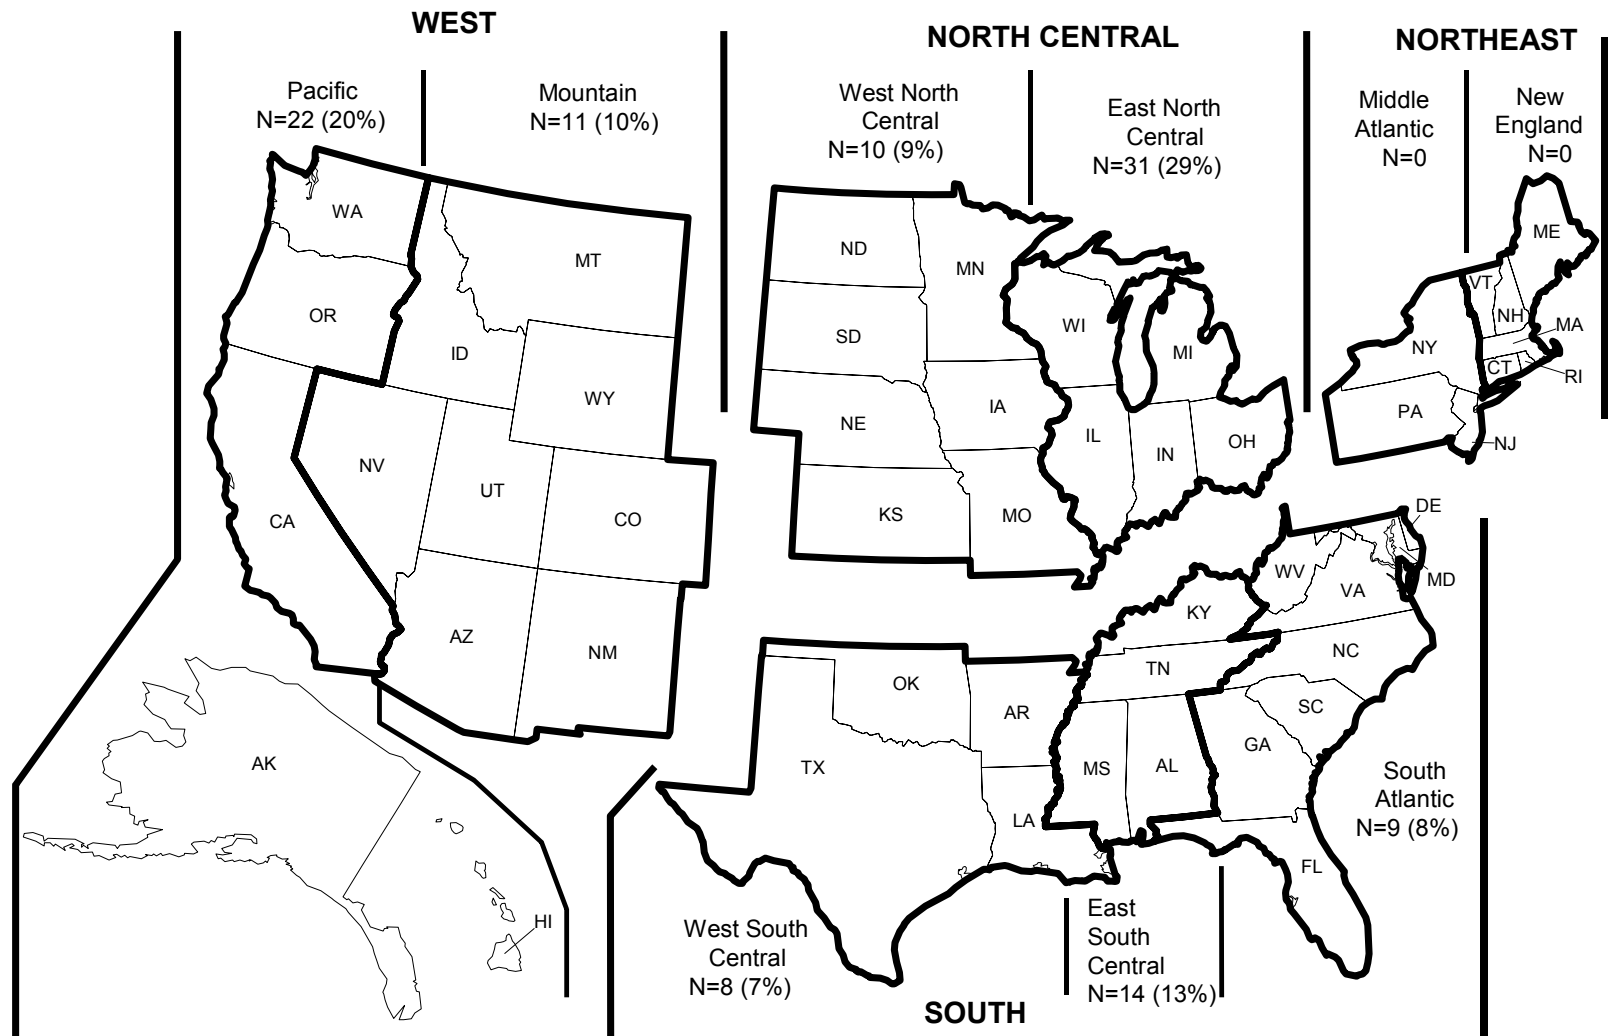 WEST
NORTH CENTRAL
NORTHEAST
Pacific
N=22 (20%)
Mountain
N=11 (10%)
West North
Central
N=10 (9%)
East North
Central
N=31 (29%)
Middle
Atlantic
N=0
New
England
N=0
WA
OR
CA
MT
ID
WY
NV
UT
CO
AZ
NM
AK
HI
ND
SD
NE
KS
MN
IA
MO
WI
MI
IL
IN
OH
ME
VT
NH
MA
NY
CT
RI
PA
NJ
DE
MD
WV
VA
KY
NC
TN
SC
OK
AR
TX
LA
MS
AL
GA
FL
South
Atlantic
N=9 (8%)
West South
Central
N=8 (7%)
East
South
Central
N=14 (13%)
SOUTH